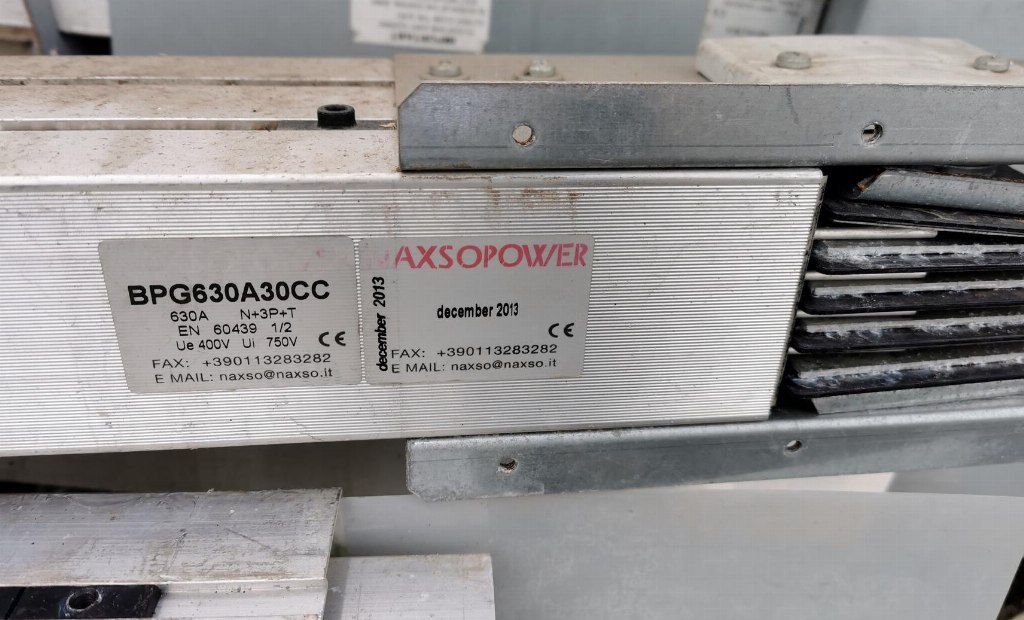 IMPORTANT
BPG630A30CC
630A N+3P+T
EN 60439 1/2
Ue 400V Ui 750V CE
FAX: +390113283282
E MAIL: naxso@naxso.it
NAXSOPOWER
december 2013
december 2013
CE
FAX: +390113283282
E MAIL: naxso@naxso.it